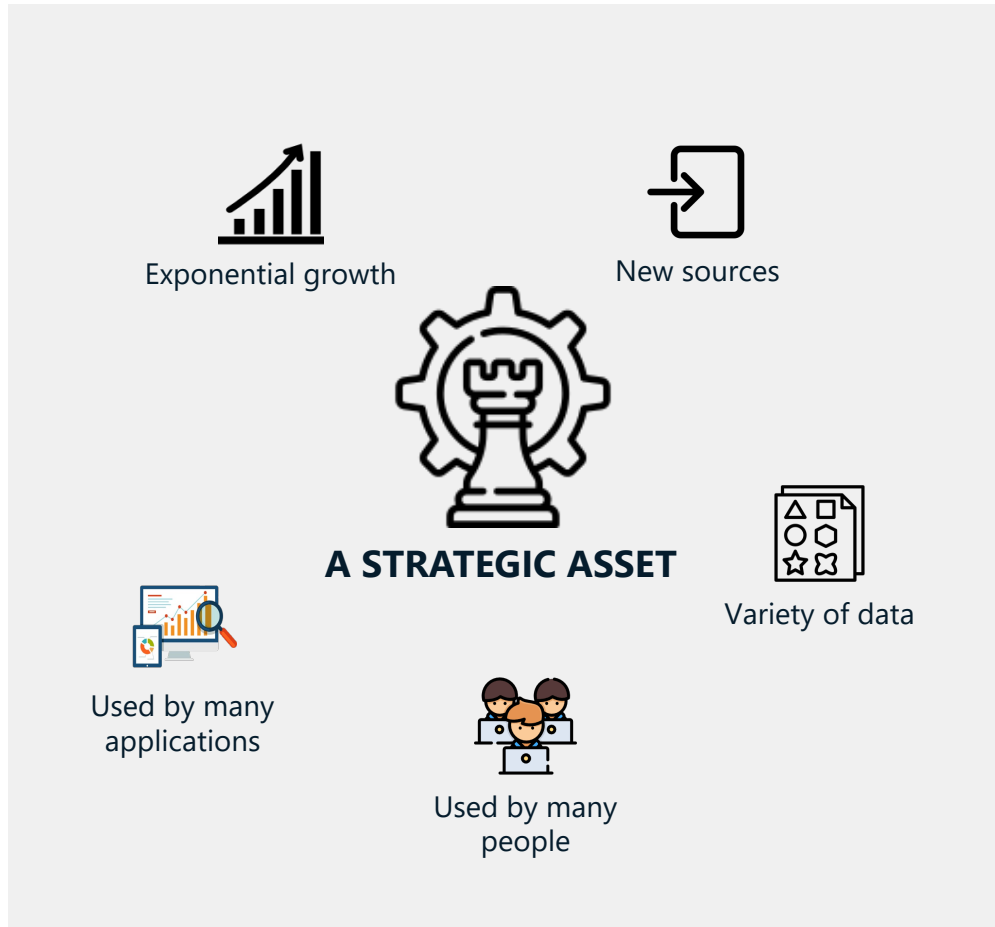 Exponential growth
New sources
A STRATEGIC ASSET
Variety of data
Used by many
applications
Used by many
people